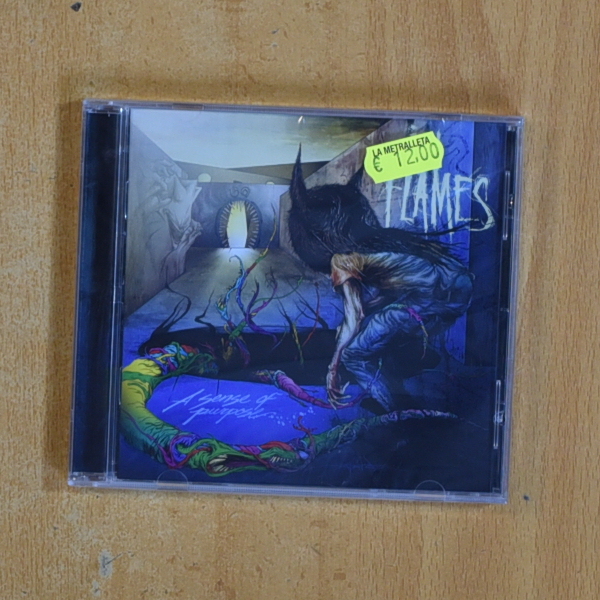 LA METRALLETA
€ 12,00
FLAMES
A sense of
purpose